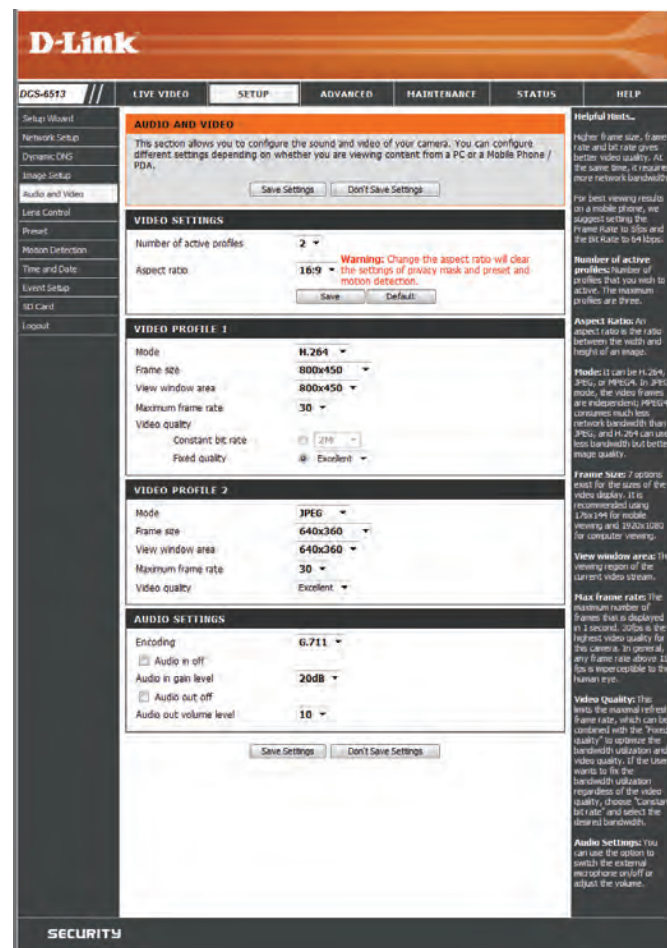 D-Link
DCS-6513
LIVE VIDEO
SETUP
ADVANCED
MAINTENANCE
STATUS
HELP
Setup Wizard
Network Setup
Dynamic DNS
Image Setup
Audio and Video
Lens Control
Preset
Motion Detection
Time and Date
Event Setup
SD Card
Logout
AUDIO AND VIDEO
This section allows you to configure the sound and video of your camera. You can configure
different settings depending on whether you are viewing content from a PC or a Mobile Phone /
PDA.
Save Settings Don't Save Settings
VIDEO SETTINGS
Number of active profiles 2
Aspect ratio 16:9 Warning: Change the aspect ratio will clear
the settings of privacy mask and preset and
motion detection.
Save Default
VIDEO PROFILE 1
Mode H.264
Frame size 800x450
View window area 800x450
Maximum frame rate 30
Video quality
Constant bit rate 2M
Fixed quality Excellent
VIDEO PROFILE 2
Mode JPEG
Frame size 640x360
View window area 640x360
Maximum frame rate 30
Video quality Excellent
AUDIO SETTINGS
Encoding G.711
Audio in off
Audio in gain level 20dB
Audio out off
Audio out volume level 10
Save Settings Don't Save Settings
Helpful Hints..
Higher frame size, frame
rate and bit rate gives
better video quality. At
the same time, it requires
more network bandwidth.
For best viewing results
on a mobile phone, we
suggest setting the
Frame Rate to 5fps and
the Bit Rate to 64 kbps.
Number of active
profiles: Number of
profiles that you wish to
active. The maximum
profiles are three.
Aspect Ratio: An
aspect ratio is the ratio
between the width and
height of an image.
Mode: It can be H.264,
JPEG, or MPEG4. In JPEG
mode, the video frames
are independent; MPEG4
consumes much less
network bandwidth than
JPEG, and H.264 can use
less bandwidth but better
image quality.
Frame Size: 7 options
exist for the sizes of the
video display. It is
recommended using
176x144 for mobile
viewing and 1920x1080
for computer viewing.
View window area: The
viewing region of the
current video stream.
Max frame rate: The
maximum number of
frames that is displayed
in 1 second. 30fps is the
highest video quality for
this camera. In general,
any frame rate above 15
fps is imperceptible to the
human eye.
Video Quality: This
limits the maximal refresh
frame rate, which can be
combined with the "Fixed
quality" to optimize the
bandwidth utilization and
video quality. If the User
wants to fix the
bandwidth utilization
regardless of the video
quality, choose "Constant
bit rate" and select the
desired bandwidth.
Audio Settings: You
can use the option to
switch the external
microphone on/off or
adjust the volume.
SECURITY